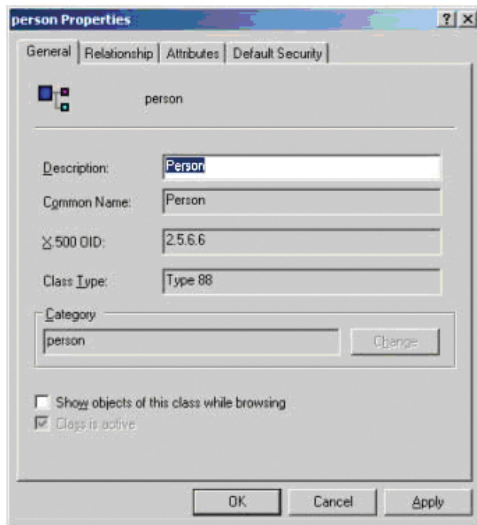 person Properties
General Relationship Attributes Default Security
person
Description: Person
Common Name: Person
X.500 OID: 2.5.6.6
Class Type: Type 88
Category
person Change
Show objects of this class while browsing
Class is active
OK Cancel Apply